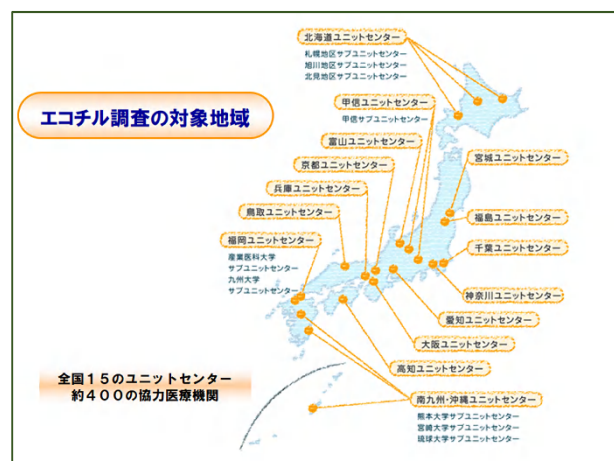 北海道ユニットセンター
札幌地区サブユニットセンター
旭川地区サブユニットセンター
北見地区サブユニットセンター
エコチル調査の対象地域
甲信ユニットセンター
甲信サブユニットセンター
富山ユニットセンター
京都ユニットセンター
兵庫ユニットセンター
鳥取ユニットセンター
福岡ユニットセンター
産業医科大学
サブユニットセンター
九州大学
サブユニットセンター
宮城ユニットセンター
福島ユニットセンター
千葉ユニットセンター
神奈川ユニットセンター
愛知ユニットセンター
大阪ユニットセンター
高知ユニットセンター
南九州・沖縄ユニットセンター
熊本大学サブユニットセンター
宮崎大学サブユニットセンター
琉球大学サブユニットセンター
全国15のユニットセンター
約400の協力医療機関